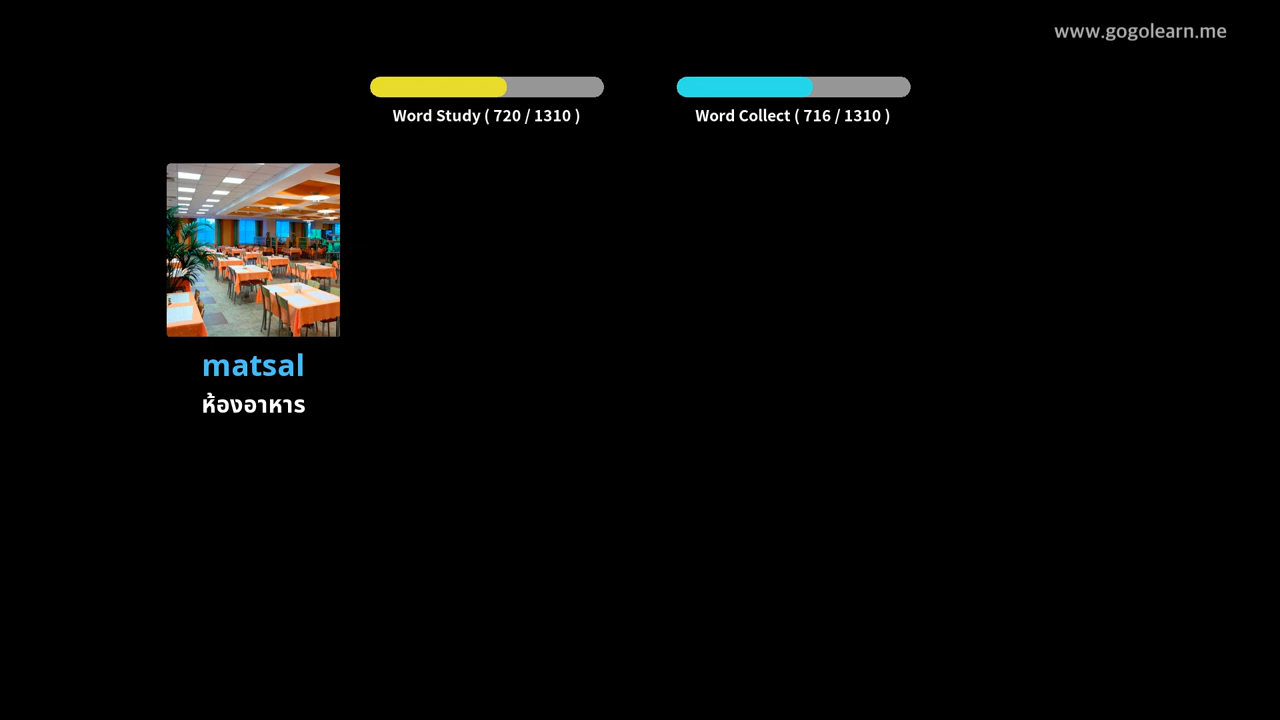 www.gogolearn.me
Word Study ( 720 / 1310 )
Word Collect ( 716 / 1310 )
matsal
ห้องอาหาร